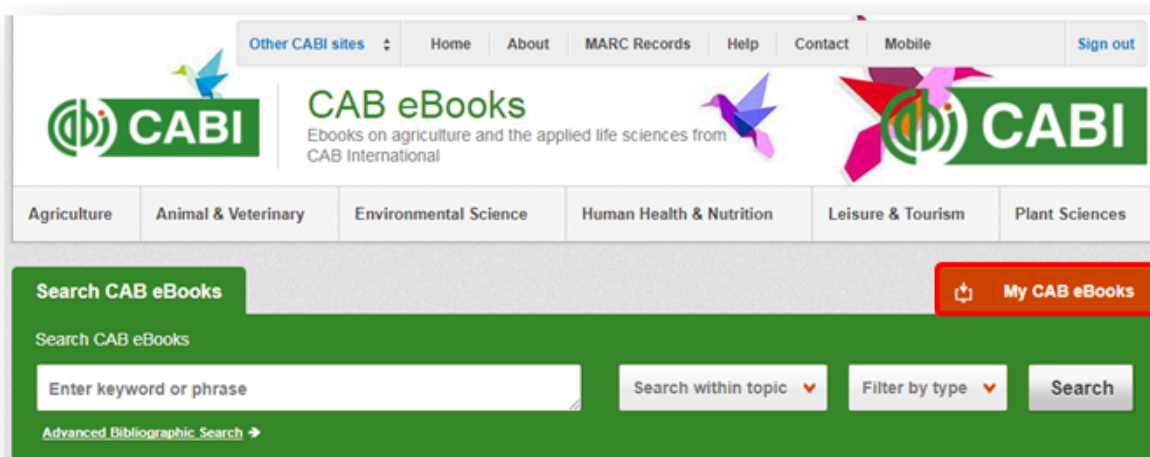 Other CABI sites Home About MARC Records Help Contact Mobile Sign out
CABI
CAB eBooks
Ebooks on agriculture and the applied life sciences from
CAB International
CABI
Agriculture Animal & Veterinary Environmental Science Human Health & Nutrition Leisure & Tourism Plant Sciences
Search CAB eBooks
My CAB eBooks
Search CAB eBooks
Enter keyword or phrase Search within topic Filter by type Search
Advanced Bibliographic Search